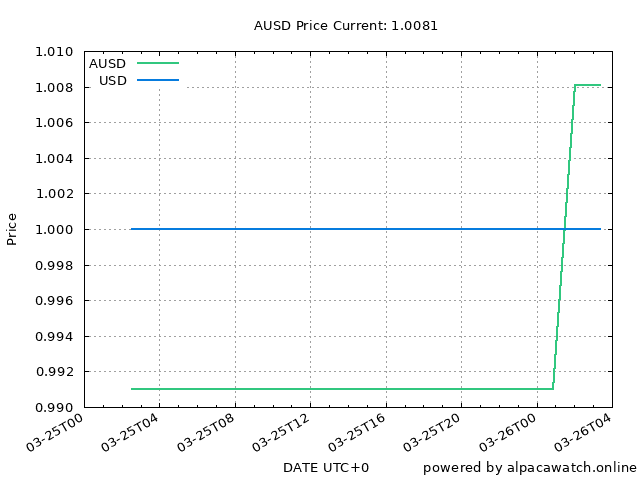 AUSD Price Current: 1.0081
1.010
1.008
1.006
1.004
1.002
1.000
0.998
0.996
0.994
0.992
0.990
AUSD
USD
Price
03-25T00
03-25T04
03-25T08
03-25T12
03-25T16
03-25T20
03-26T00
03-26T04
DATE UTC+0
powered by alpacawatch.online